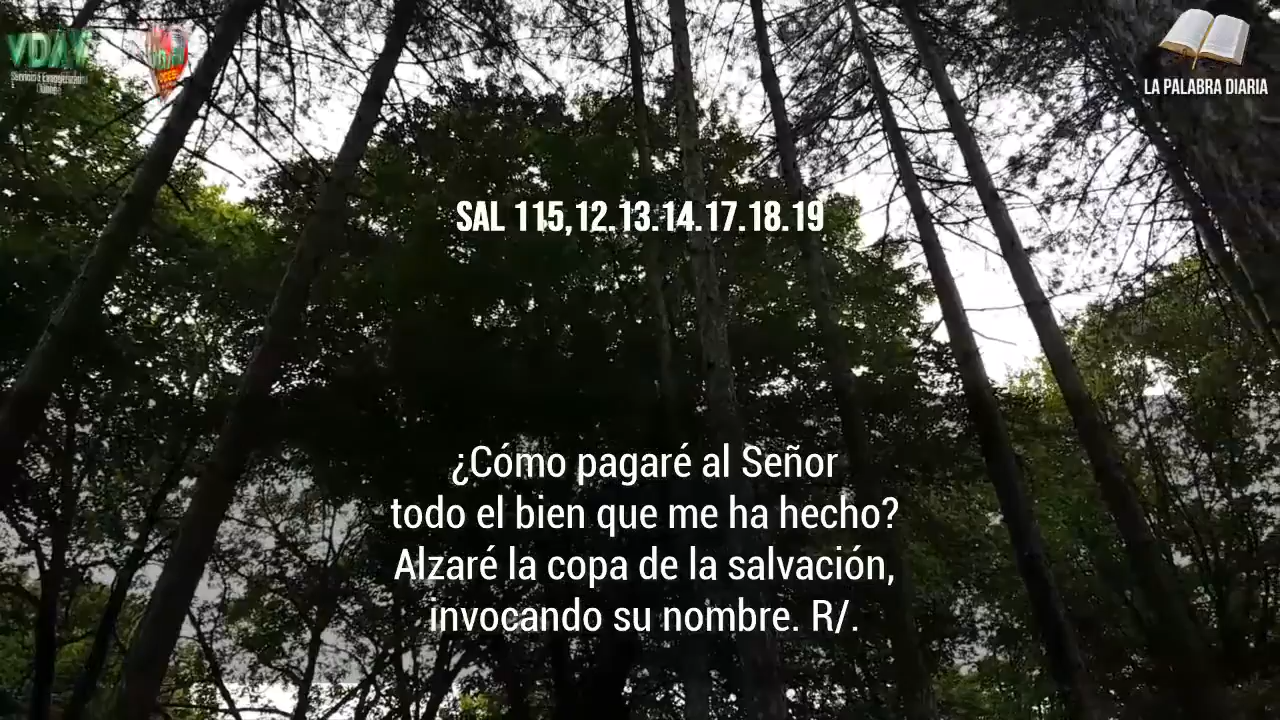 VDAV
LA PALABRA DIARIA
SAL 115,12.13.14.17.18.19
¿Cómo pagaré al Señor
todo el bien que me ha hecho?
Alzaré la copa de la salvación,
invocando su nombre. R/.